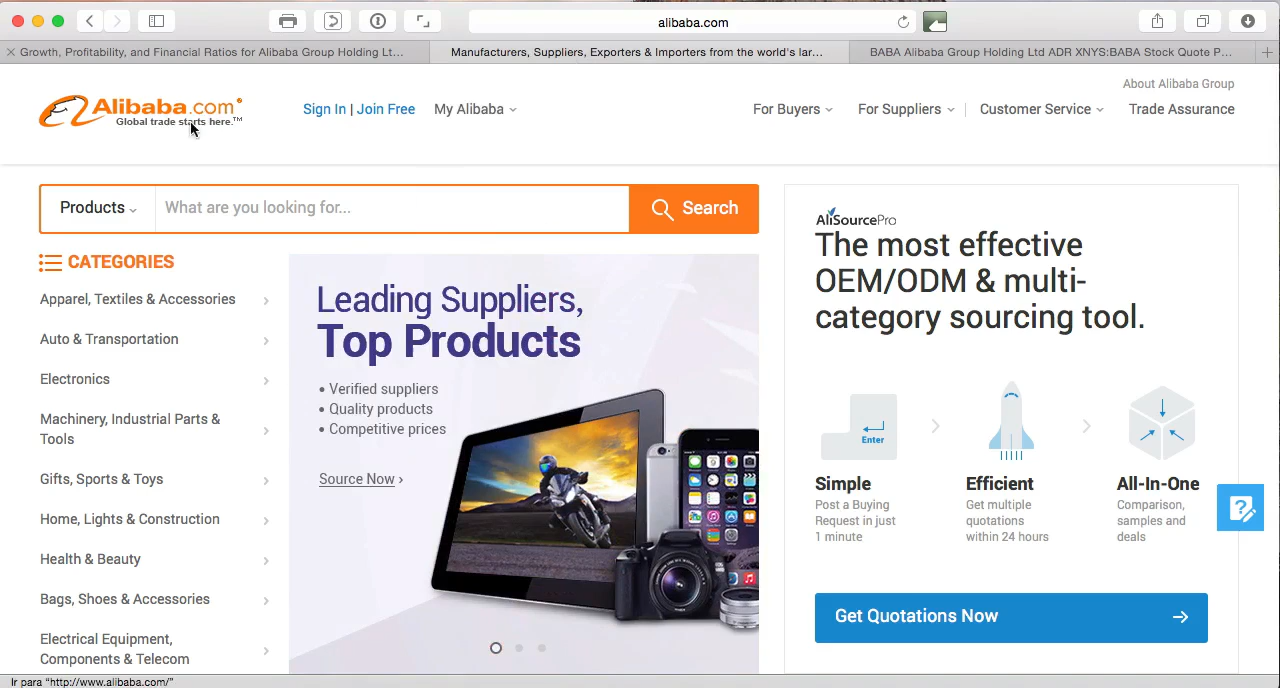 alibaba.com
Growth, Profitability, and Financial Ratios for Alibaba Group Holding Lt...
Manufacturers, Suppliers, Exporters & Importers from the world's lar...
BABA Alibaba Group Holding Ltd ADR XNYS:BABA Stock Quote P...
About Alibaba Group
Alibaba.com
Global trade starts here.™
Sign In | Join Free
My Alibaba
For Buyers
For Suppliers
Customer Service
Trade Assurance
Products
What are you looking for...
Search
CATEGORIES
Apparel, Textiles & Accessories
Auto & Transportation
Electronics
Machinery, Industrial Parts &
Tools
Gifts, Sports & Toys
Home, Lights & Construction
Health & Beauty
Bags, Shoes & Accessories
Electrical Equipment,
Components & Telecom
Leading Suppliers,
Top Products
• Verified suppliers
• Quality products
• Competitive prices
Source Now ›
AliSourcePro
The most effective
OEM/ODM & multi-
category sourcing tool.
Enter
Simple
Post a Buying
Request in just
1 minute
Efficient
Get multiple
quotations
within 24 hours
All-In-One
Comparison,
samples and
deals
Get Quotations Now
Ir para “http://www.alibaba.com/”